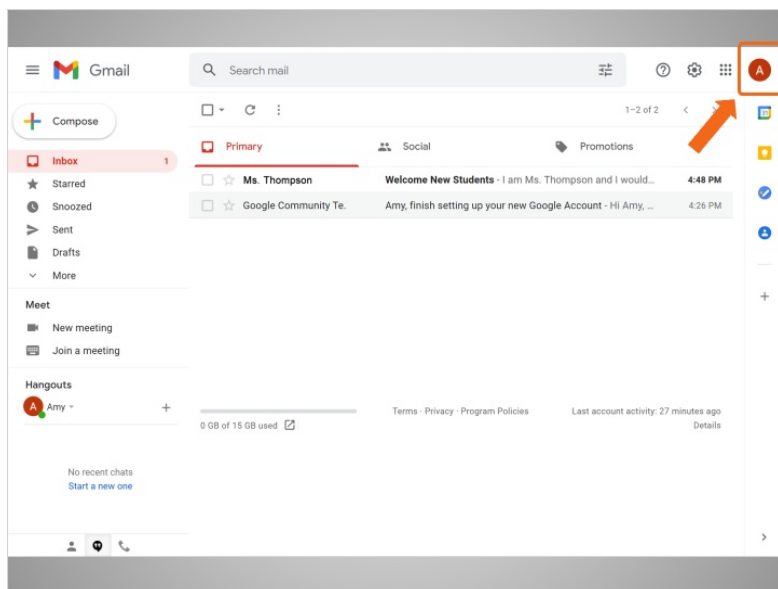 Gmail
Search mail
A
Compose
1–2 of 2
Inbox 1
Starred
Snoozed
Sent
Drafts
More
Primary
Social
Promotions
Ms. Thompson Welcome New Students - I am Ms. Thompson and I would... 4:48 PM
Google Community Te. Amy, finish setting up your new Google Account - Hi Amy, ... 4:26 PM
Meet
New meeting
Join a meeting
Hangouts
A Amy
No recent chats
Start a new one
0 GB of 15 GB used
Terms · Privacy · Program Policies
Last account activity: 27 minutes ago
Details